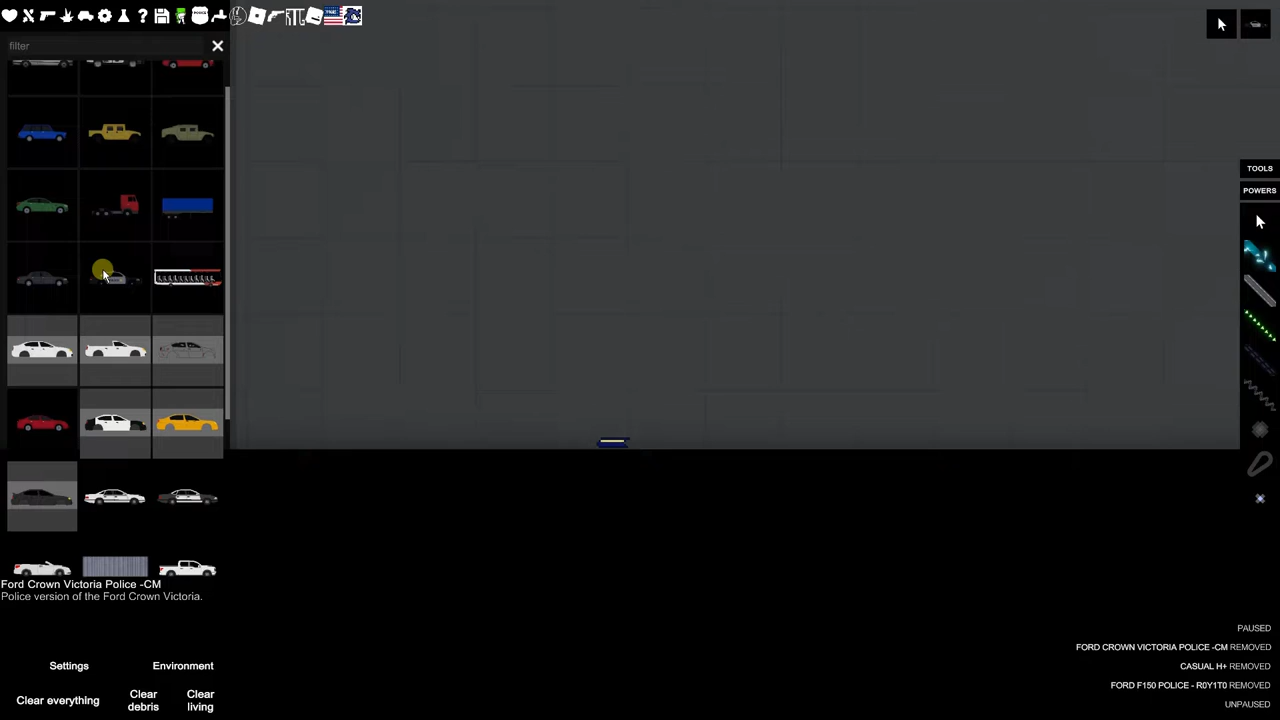 RTG
filter
TOOLS
POWERS
Ford Crown Victoria Police -CM
Police version of the Ford Crown Victoria.
PAUSED
FORD CROWN VICTORIA POLICE -CM REMOVED
CASUAL H+ REMOVED
FORD F150 POLICE - R0Y1T0 REMOVED
UNPAUSED
Settings
Environment
Clear everything
Clear
debris
Clear
living